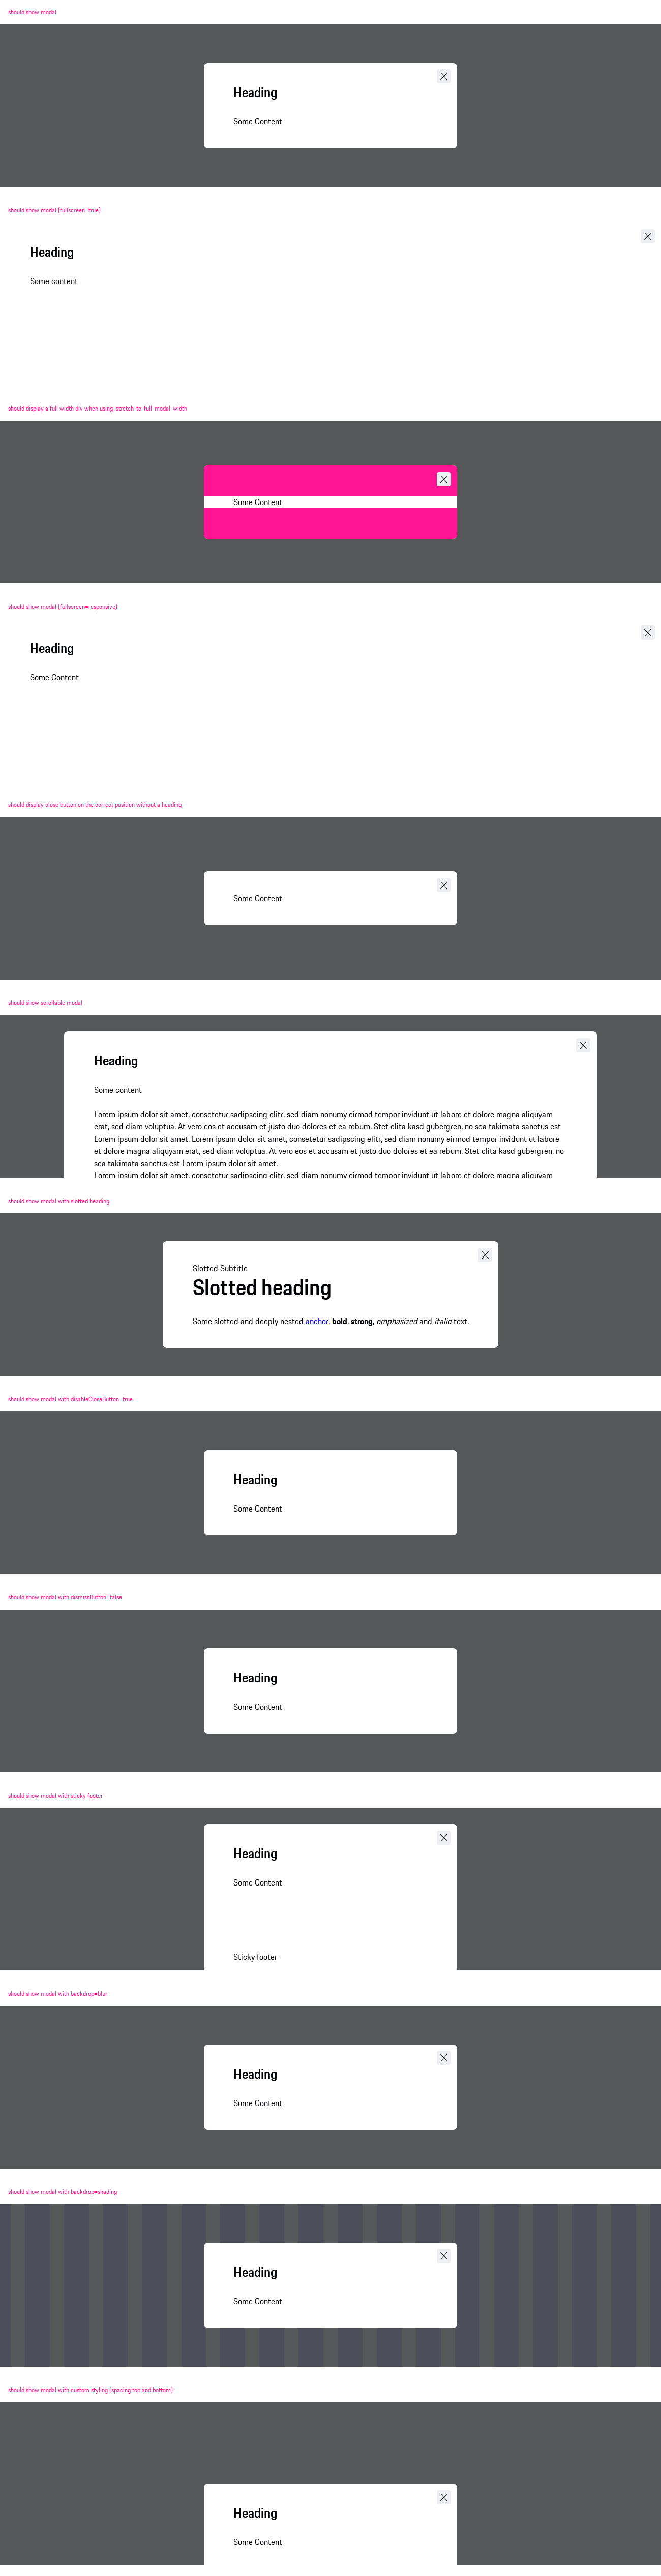 should show modal
Heading
Some Content
should show modal (fullscreen=true)
Heading
Some content
should display a full width div when using .stretch-to-full-modal-width
Some Content
should show modal (fullscreen=responsive)
Heading
Some Content
should display close button on the correct position without a heading
Some Content
should show scrollable modal
Heading
Some content
Lorem ipsum dolor sit amet, consetetur sadipscing elitr, sed diam nonumy eirmod tempor invidunt ut labore et dolore magna aliquyam
erat, sed diam voluptua. At vero eos et accusam et justo duo dolores et ea rebum. Stet clita kasd gubergren, no sea takimata sanctus est
Lorem ipsum dolor sit amet. Lorem ipsum dolor sit amet, consetetur sadipscing elitr, sed diam nonumy eirmod tempor invidunt ut labore
et dolore magna aliquyam erat, sed diam voluptua. At vero eos et accusam et justo duo dolores et ea rebum. Stet clita kasd gubergren, no
sea takimata sanctus est Lorem ipsum dolor sit amet.
Lorem ipsum dolor sit amet, consetetur sadipscing elitr, sed diam nonumy eirmod tempor invidunt ut labore et dolore magna aliquyam
should show modal with slotted heading
Slotted Subtitle
Slotted heading
Some slotted and deeply nested anchor, bold, strong, emphasized and italic text.
should show modal with disableCloseButton=true
Heading
Some Content
should show modal with dismissButton=false
Heading
Some Content
should show modal with sticky footer
Heading
Some Content
Sticky footer
should show modal with backdrop=blur
Heading
Some Content
should show modal with backdrop=shading
Heading
Some Content
should show modal with custom styling (spacing top and bottom)
Heading
Some Content